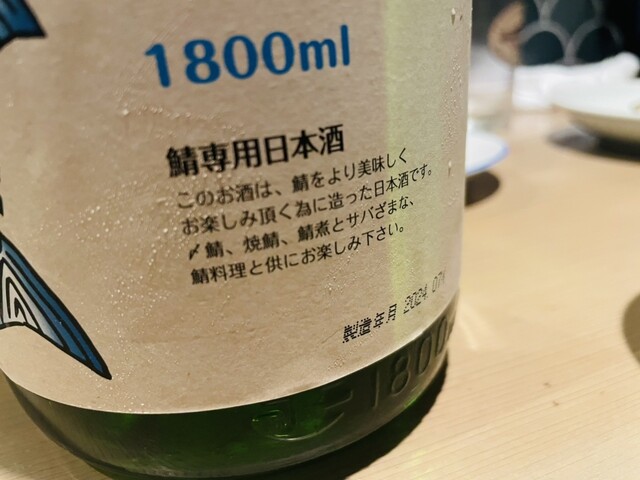 1800ml
鯖専用日本酒
このお酒は、鯖をより美味しく
お楽しみ頂く為に造った日本酒です。
〆鯖、焼鯖、鯖煮とサバざまな、
鯖料理と供にお楽しみ下さい。
製造年月 2024.07
1800